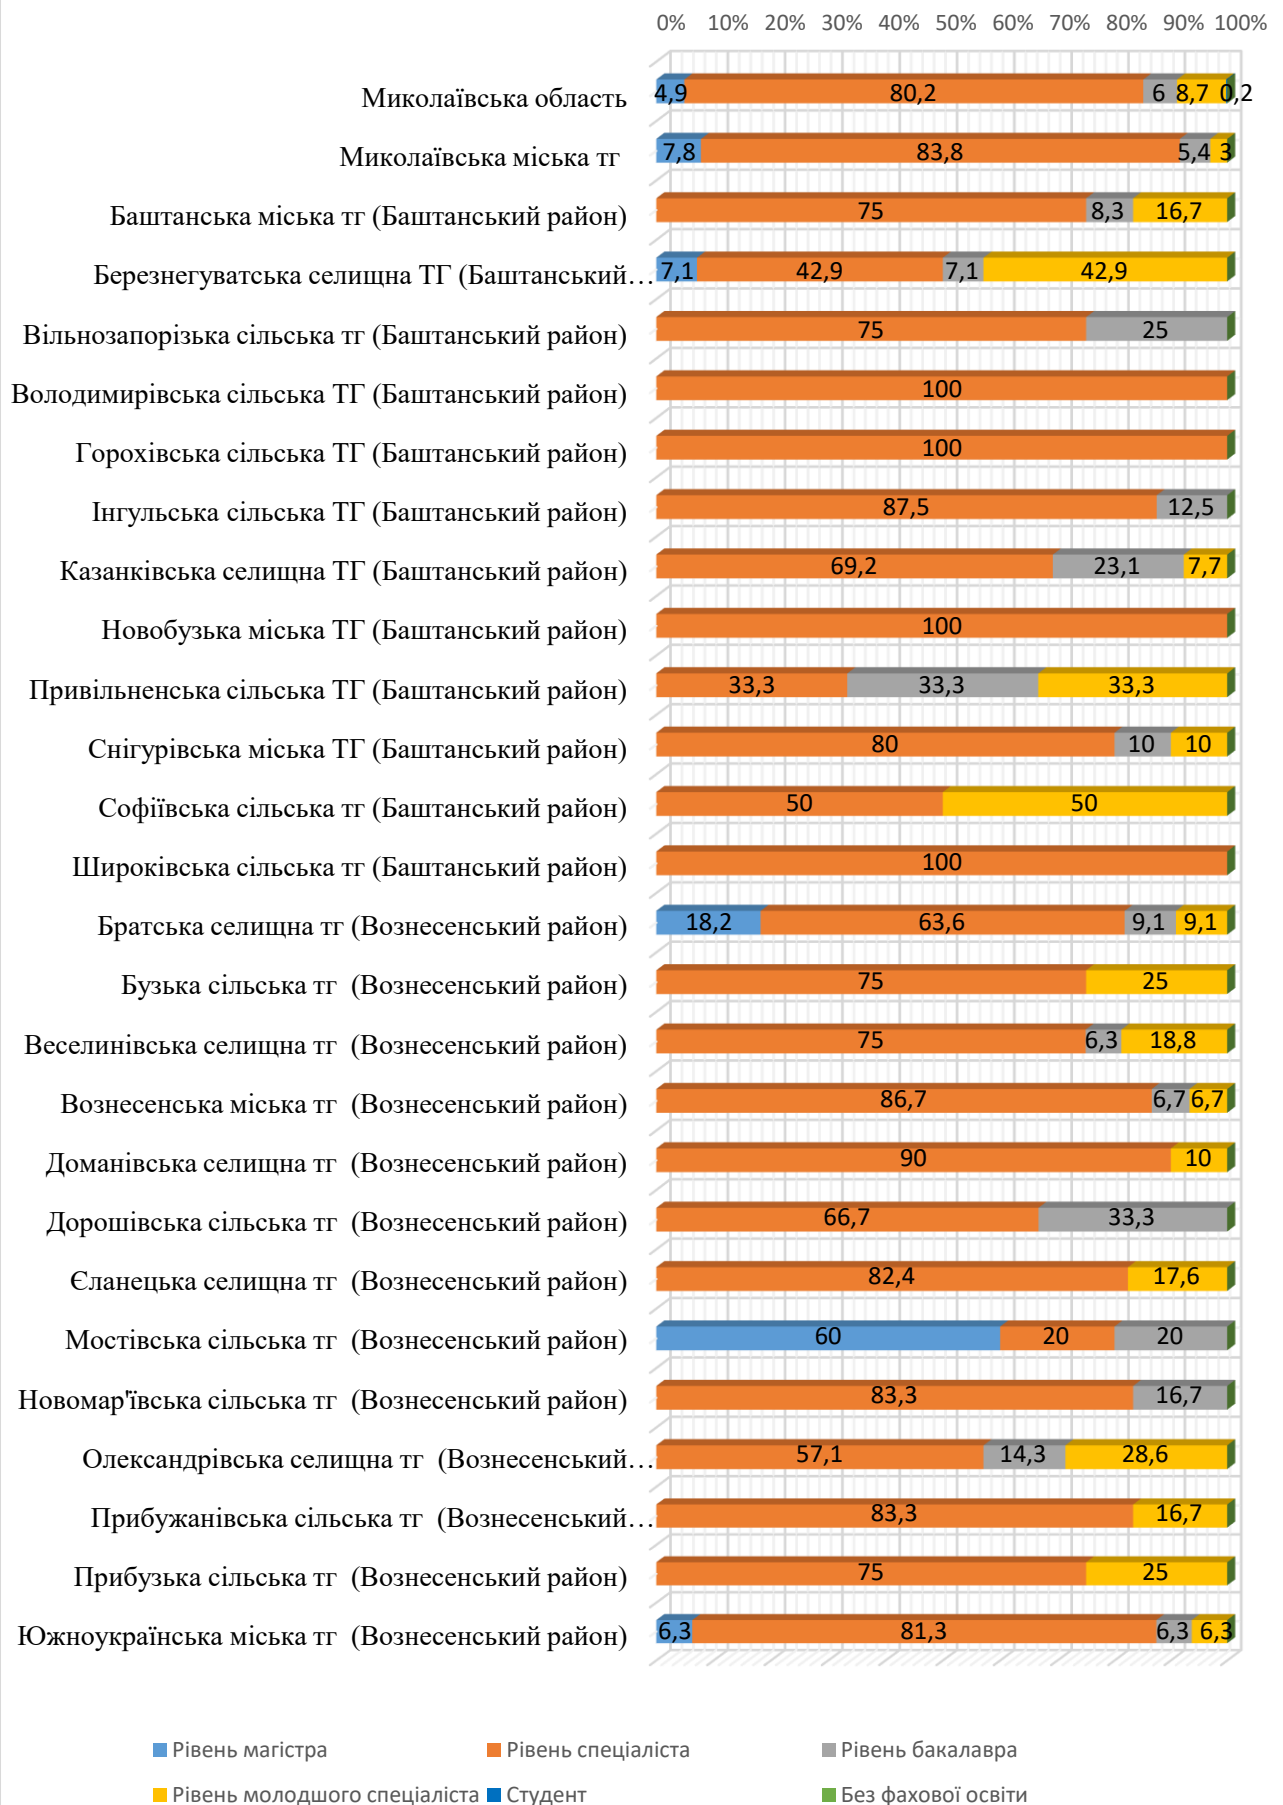 0% 10% 20% 30% 40% 50% 60% 70% 80% 90% 100%
Миколаївська область 4,9 80,2 6 8,7 0,2
Миколаївська міська тг 7,8 83,8 5,4 3
Баштанська міська тг (Баштанський район) 75 8,3 16,7
Березнегуватська селищна ТГ (Баштанський… 7,1 42,9 7,1 42,9
Вільнозапорізька сільська тг (Баштанський район) 75 25
Володимирівська сільська ТГ (Баштанський район) 100
Горохівська сільська ТГ (Баштанський район) 100
Інгульська сільська ТГ (Баштанський район) 87,5 12,5
Казанківська селищна ТГ (Баштанський район) 69,2 23,1 7,7
Новобузька міська ТГ (Баштанський район) 100
Привільненська сільська ТГ (Баштанський район) 33,3 33,3 33,3
Снігурівська міська ТГ (Баштанський район) 80 10 10
Софіївська сільська тг (Баштанський район) 50 50
Широківська сільська тг (Баштанський район) 100
Братська селищна тг (Вознесенський район) 18,2 63,6 9,1 9,1
Бузька сільська тг (Вознесенський район) 75 25
Веселинівська селищна тг (Вознесенський район) 75 6,3 18,8
Вознесенська міська тг (Вознесенський район) 86,7 6,7 6,7
Доманівська селищна тг (Вознесенський район) 90 10
Дорошівська сільська тг (Вознесенський район) 66,7 33,3
Єланецька селищна тг (Вознесенський район) 82,4 17,6
Мостівська сільська тг (Вознесенський район) 60 20 20
Новомар'ївська сільська тг (Вознесенський район) 83,3 16,7
Олександрівська селищна тг (Вознесенський… 57,1 14,3 28,6
Прибужанівська сільська тг (Вознесенський… 83,3 16,7
Прибузька сільська тг (Вознесенський район) 75 25
Южноукраїнська міська тг (Вознесенський район) 6,3 81,3 6,3 6,3
Рівень магістра Рівень спеціаліста Рівень бакалавра
Рівень молодшого спеціаліста Студент Без фахової освіти